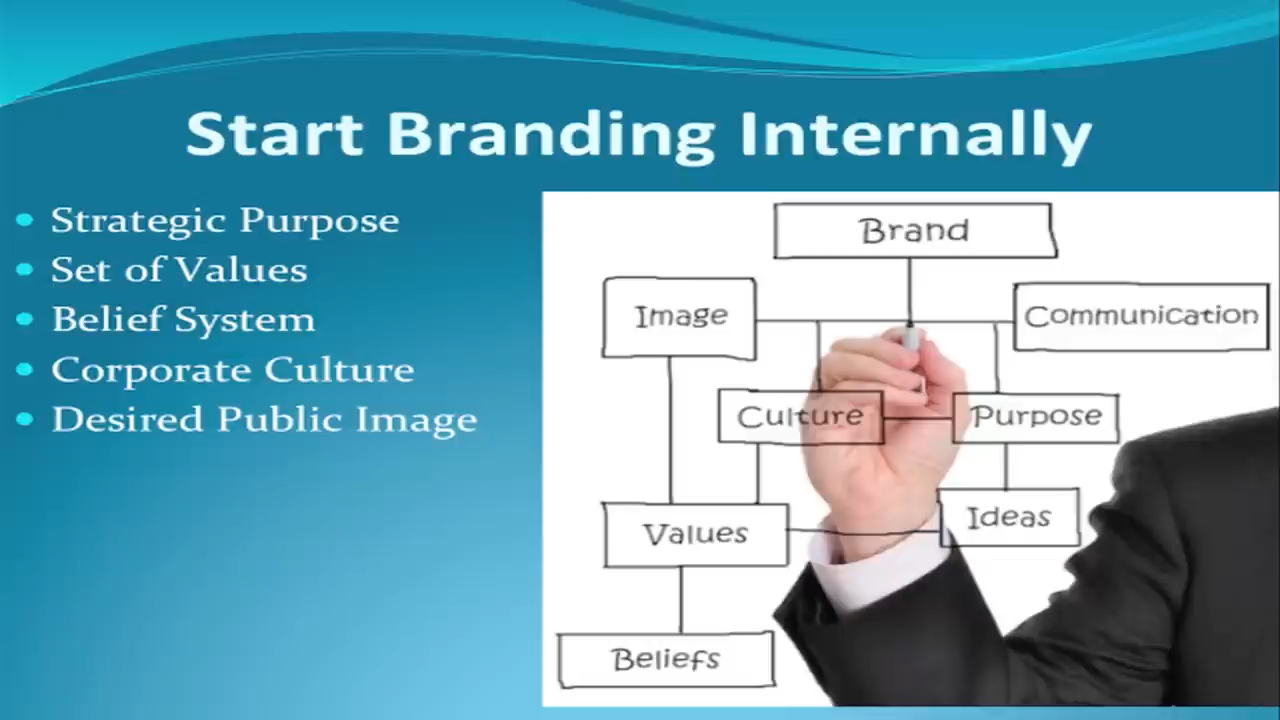 Start Branding Internally
Strategic Purpose
Set of Values
Belief System
Corporate Culture
Desired Public Image
Brand
Image
Communication
Culture
Purpose
Ideas
Values
Beliefs